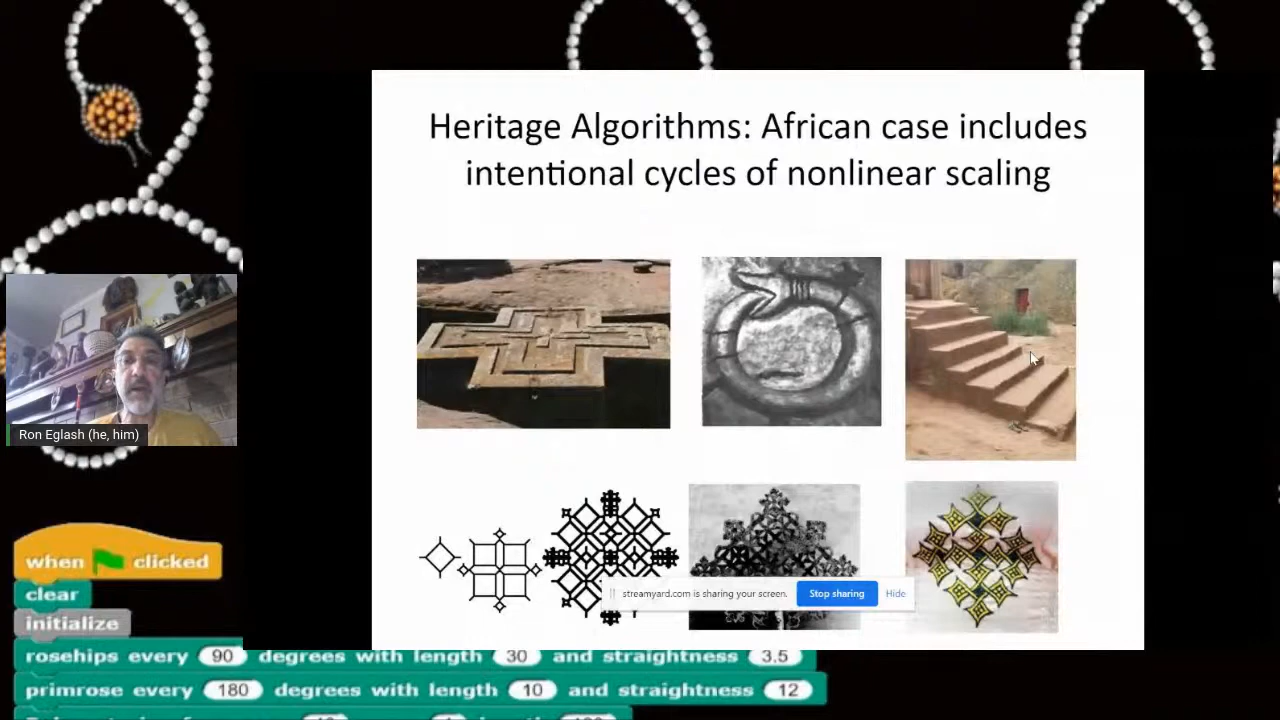 Heritage Algorithms: African case includes
intentional cycles of nonlinear scaling
Ron Eglash (he, him)
streamyard.com is sharing your screen.
Stop sharing
Hide
when clicked
clear
initialize
rosehips every 90 degrees with length 30 and straightness 3.5
primrose every 180 degrees with length 10 and straightness 12